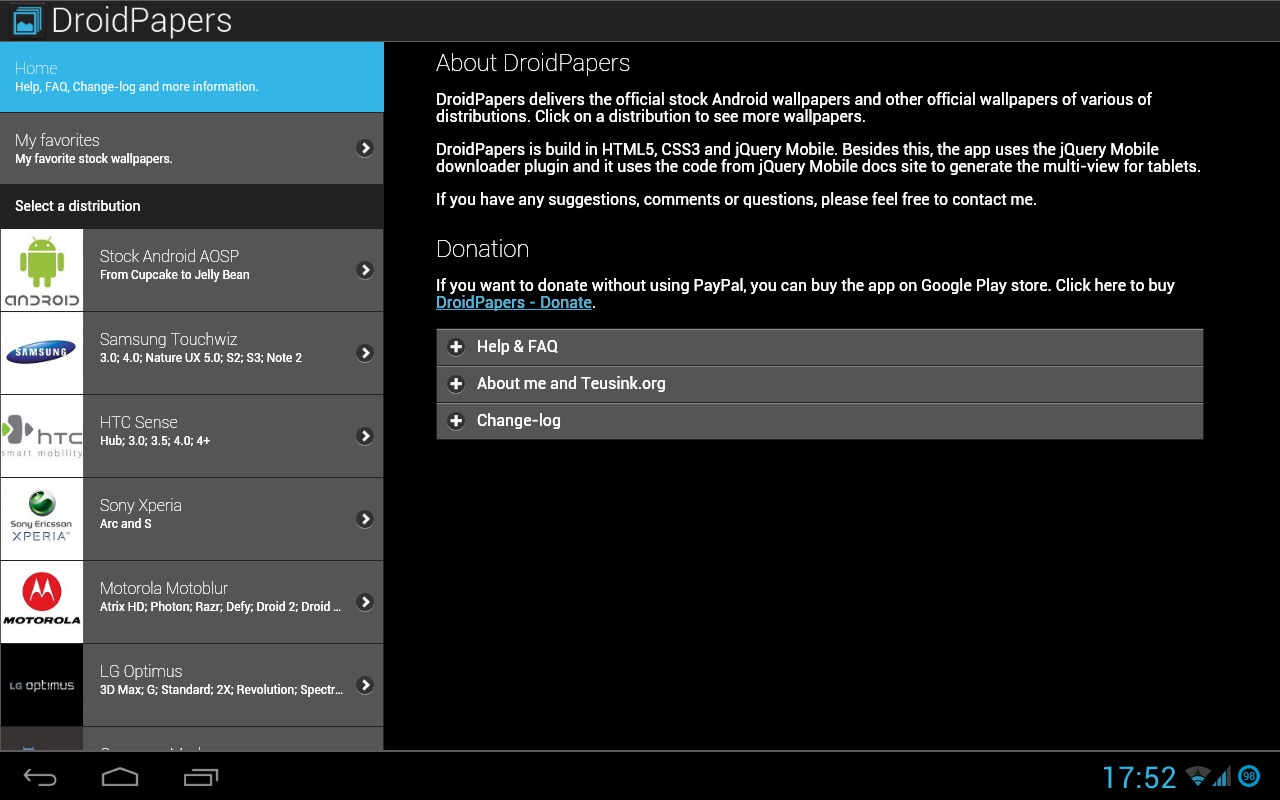 DroidPapers
Home
Help, FAQ, Change-log and more information.
My favorites
My favorite stock wallpapers.
Select a distribution
ANDROID
Stock Android AOSP
From Cupcake to Jelly Bean
SAMSUNG
Samsung Touchwiz
3.0; 4.0; Nature UX 5.0; S2; S3; Note 2
hTC
smart mobility
HTC Sense
Hub; 3.0; 3.5; 4.0; 4+
Sony Ericsson
XPERIA™
Sony Xperia
Arc and S
MOTOROLA
Motorola Motoblur
Atrix HD; Photon; Razr; Defy; Droid 2; Droid ...
LG optimus
LG Optimus
3D Max; G; Standard; 2X; Revolution; Spectr...
About DroidPapers
DroidPapers delivers the official stock Android wallpapers and other official wallpapers of various of
distributions. Click on a distribution to see more wallpapers.
DroidPapers is build in HTML5, CSS3 and jQuery Mobile. Besides this, the app uses the jQuery Mobile
downloader plugin and it uses the code from jQuery Mobile docs site to generate the multi-view for tablets.
If you have any suggestions, comments or questions, please feel free to contact me.
Donation
If you want to donate without using PayPal, you can buy the app on Google Play store. Click here to buy
DroidPapers - Donate.
Help & FAQ
About me and Teusink.org
Change-log
17:52
98